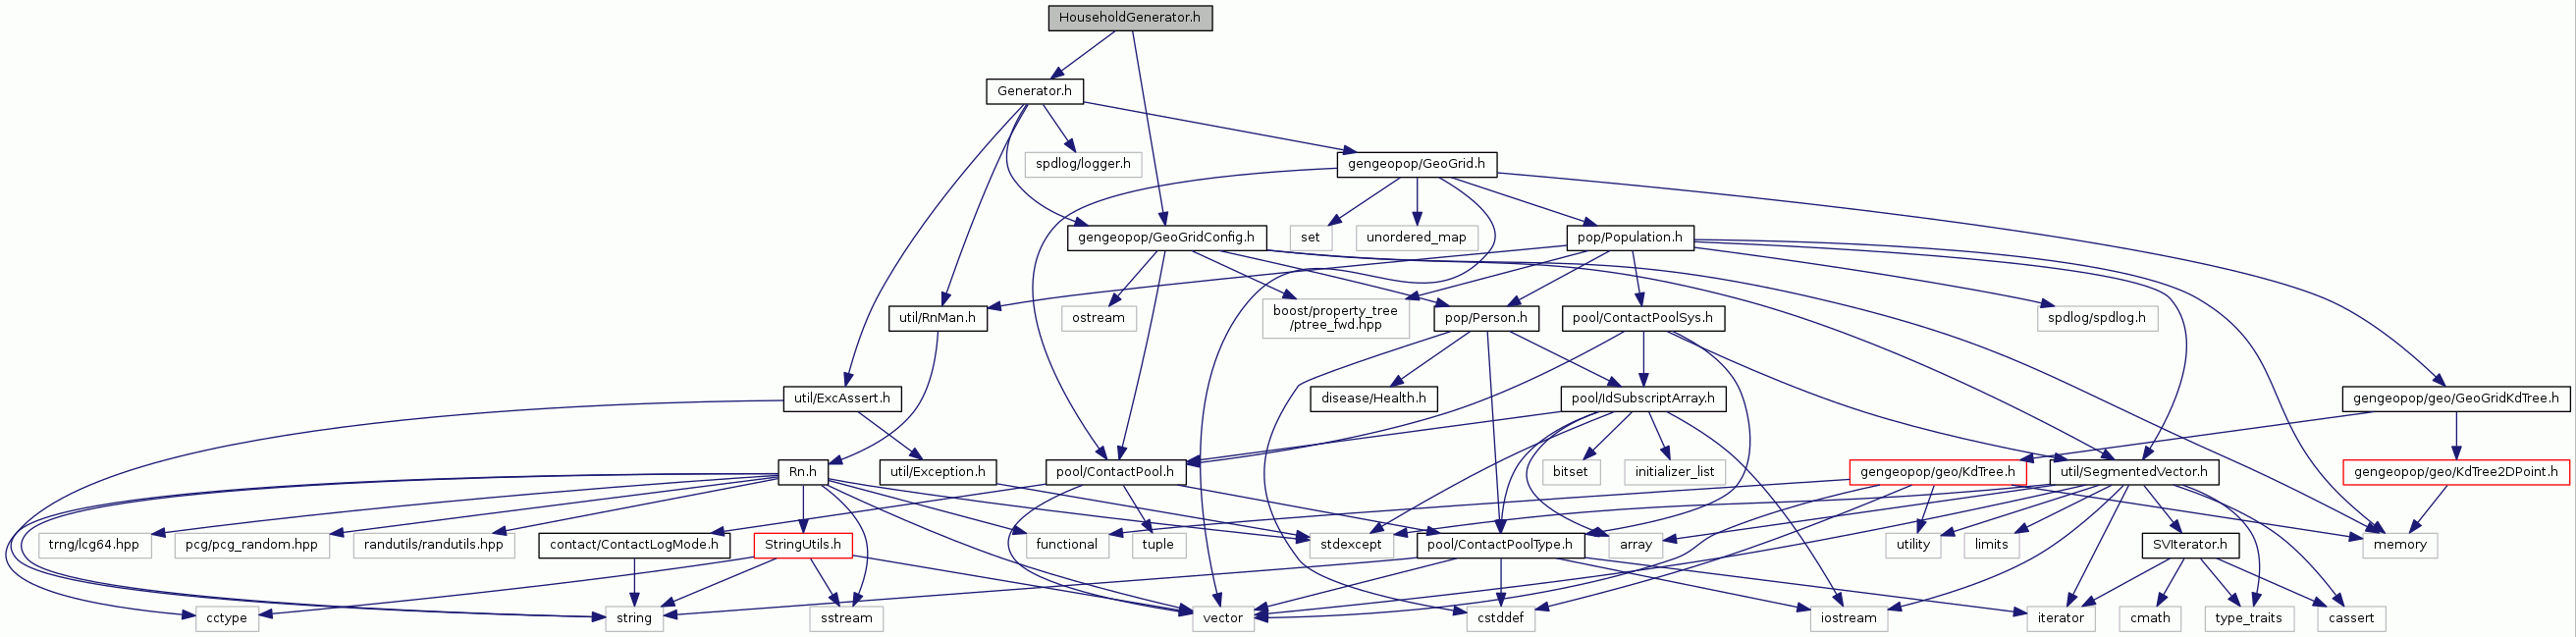 HouseholdGenerator.h
Generator.h
spdlog/logger.h
gengeopop/GeoGrid.h
gengeopop/GeoGridConfig.h
set
unordered_map
pop/Population.h
util/RnMan.h
ostream
boost/property_tree
/ptree_fwd.hpp
pop/Person.h
pool/ContactPoolSys.h
spdlog/spdlog.h
util/ExcAssert.h
disease/Health.h
pool/IdSubscriptArray.h
gengeopop/geo/GeoGridKdTree.h
Rn.h
util/Exception.h
pool/ContactPool.h
bitset
initializer_list
gengeopop/geo/KdTree.h
util/SegmentedVector.h
gengeopop/geo/KdTree2DPoint.h
trng/lcg64.hpp
pcg/pcg_random.hpp
randutils/randutils.hpp
contact/ContactLogMode.h
StringUtils.h
functional
tuple
stdexcept
pool/ContactPoolType.h
array
utility
limits
SVIterator.h
memory
cctype
string
sstream
vector
cstddef
iostream
iterator
cmath
type_traits
cassert